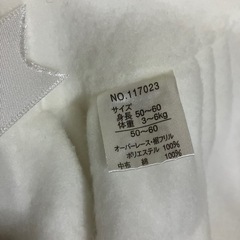 NO.117023
サイズ
身長 50~60
体重 3~6kg
50~60
オーバーレース・裾フリル
ポリエステル 100%
中布 綿 100%